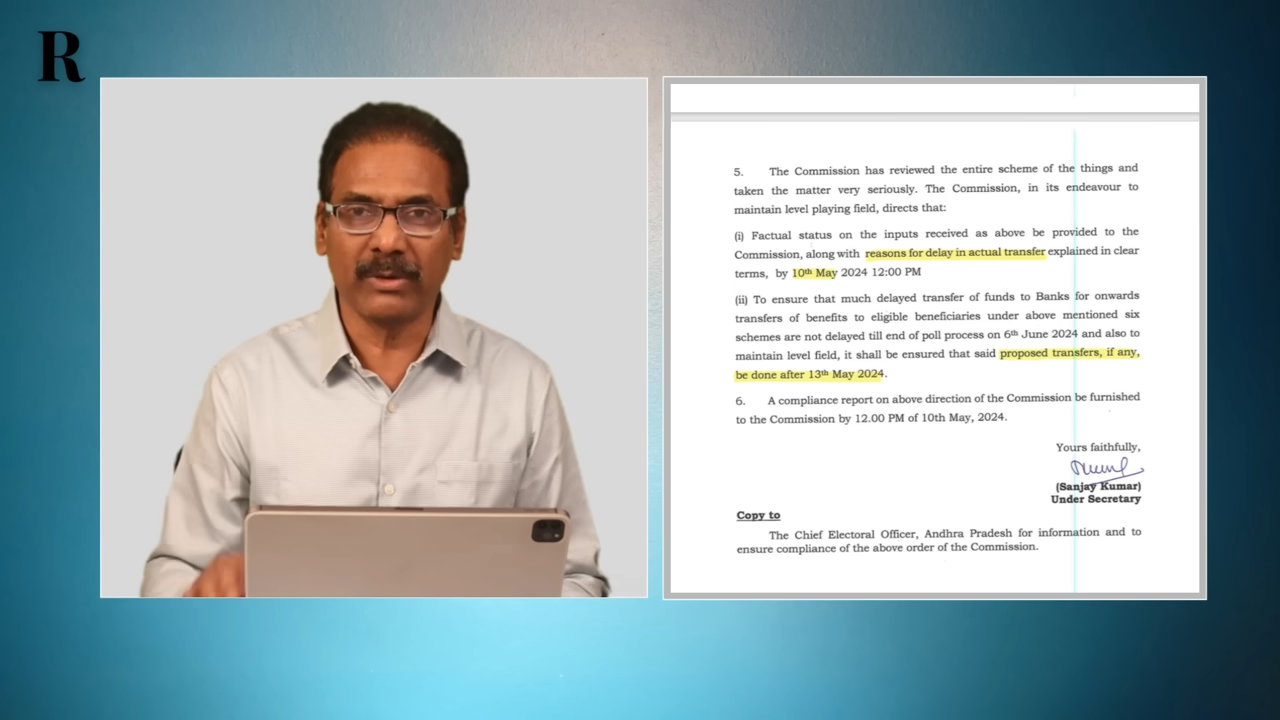 R
5. The Commission has reviewed the entire scheme of the things and
taken the matter very seriously. The Commission, in its endeavour to
maintain level playing field, directs that:
(i) Factual status on the inputs received as above be provided to the
Commission, along with reasons for delay in actual transfer explained in clear
terms, by 10th May 2024 12:00 PM
(ii) To ensure that much delayed transfer of funds to Banks for onwards
transfers of benefits to eligible beneficiaries under above mentioned six
schemes are not delayed till end of poll process on 6th June 2024 and also to
maintain level field, it shall be ensured that said proposed transfers, if any,
be done after 13th May 2024.
6. A compliance report on above direction of the Commission be furnished
to the Commission by 12.00 PM of 10th May, 2024.
Yours faithfully,
(Sanjay Kumar)
Under Secretary
Copy to
The Chief Electoral Officer, Andhra Pradesh for information and to
ensure compliance of the above order of the Commission.